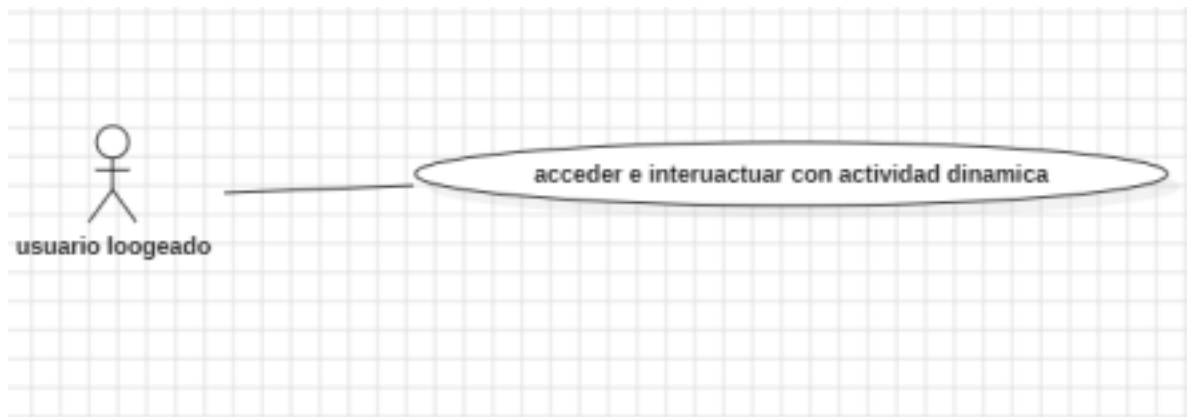 acceder e interuactuar con actividad dinamica
usuario loogeado